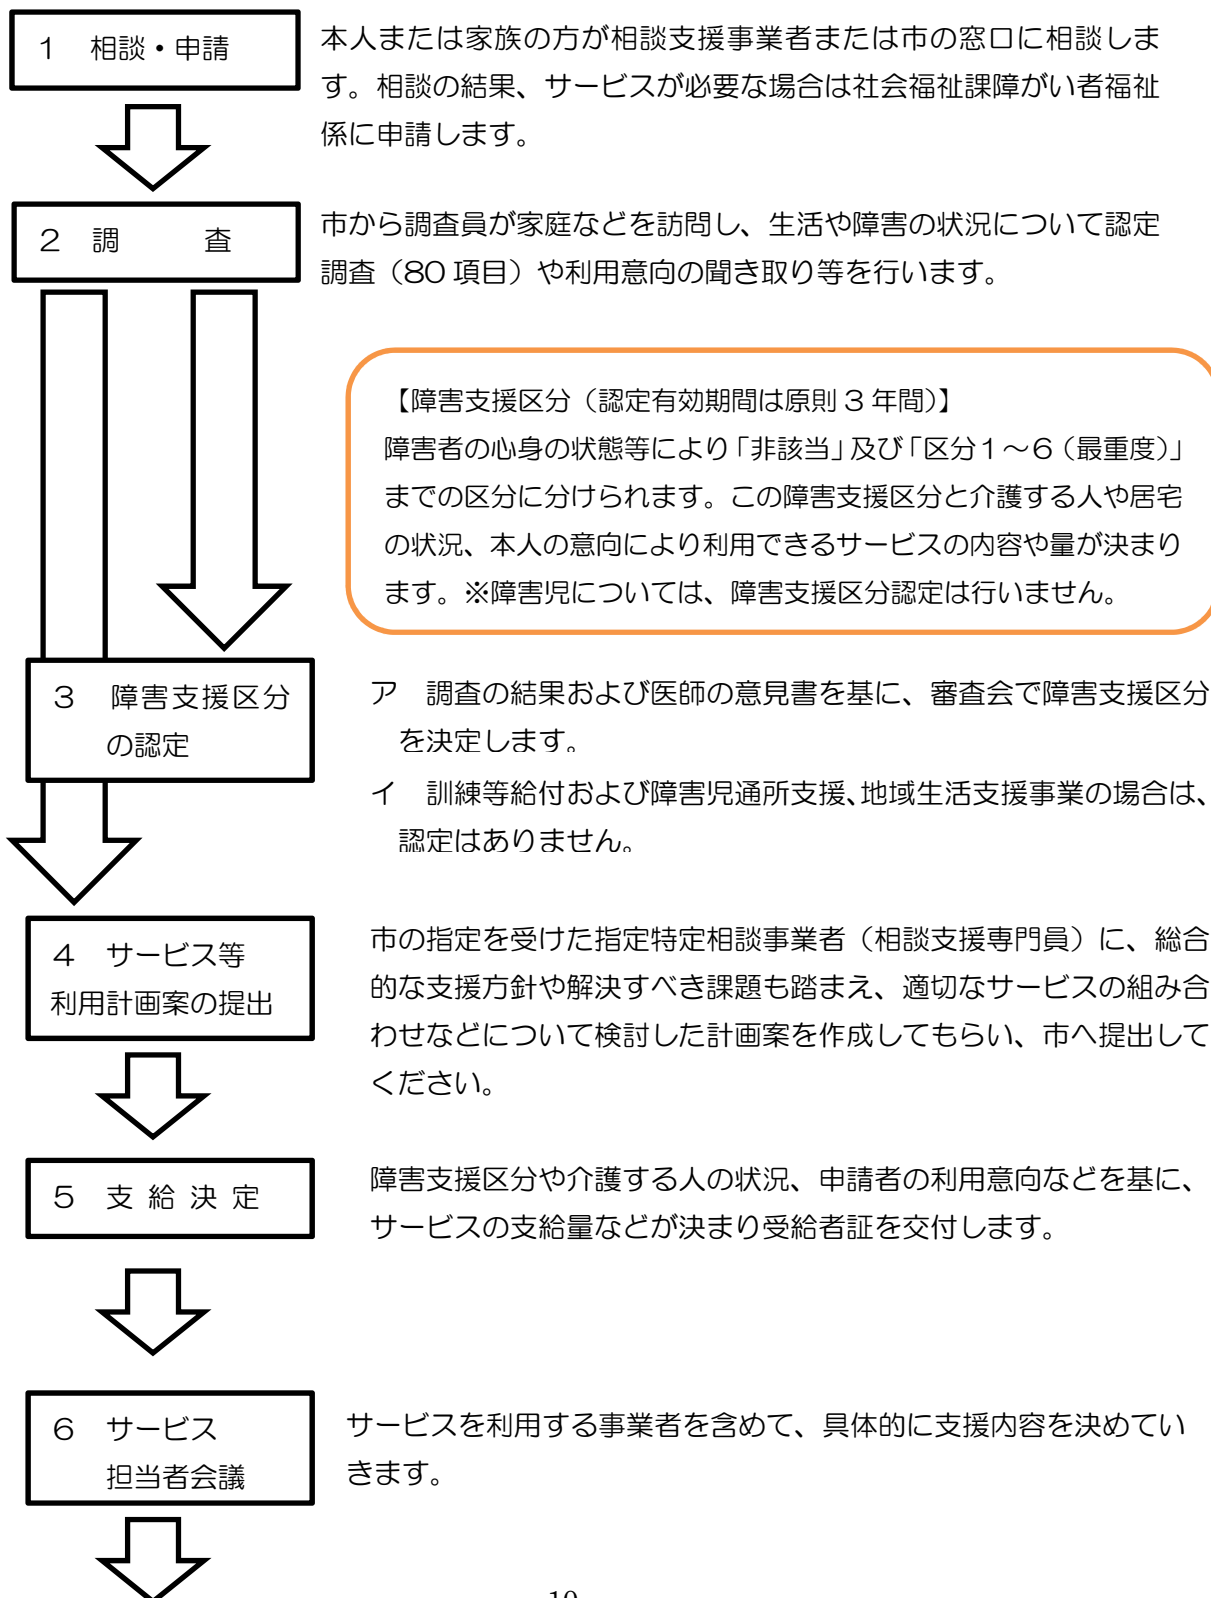 １　相談・申請
本人または家族の方が相談支援事業者または市の窓口に相談しま
す。相談の結果、サービスが必要な場合は社会福祉課障がい者福祉
係に申請します。
２　調　　　査
市から調査員が家庭などを訪問し、生活や障害の状況について認定
調査（80 項目）や利用意向の聞き取り等を行います。
【障害支援区分（認定有効期間は原則 3 年間）】
障害者の心身の状態等により「非該当」及び「区分１～６（最重度）」
までの区分に分けられます。この障害支援区分と介護する人や居宅
の状況、本人の意向により利用できるサービスの内容や量が決まり
ます。※障害児については、障害支援区分認定は行いません。
３　障害支援区分
の認定
ア　調査の結果および医師の意見書を基に、審査会で障害支援区分
を決定します。
イ　訓練等給付および障害児通所支援、地域生活支援事業の場合は、
認定はありません。
４　サービス等
利用計画案の提出
市の指定を受けた指定特定相談事業者（相談支援専門員）に、総合
的な支援方針や解決すべき課題も踏まえ、適切なサービスの組み合
わせなどについて検討した計画案を作成してもらい、市へ提出して
ください。
５　支 給 決 定
障害支援区分や介護する人の状況、申請者の利用意向などを基に、
サービスの支給量などが決まり受給者証を交付します。
６　サービス
担当者会議
サービスを利用する事業者を含めて、具体的に支援内容を決めてい
きます。